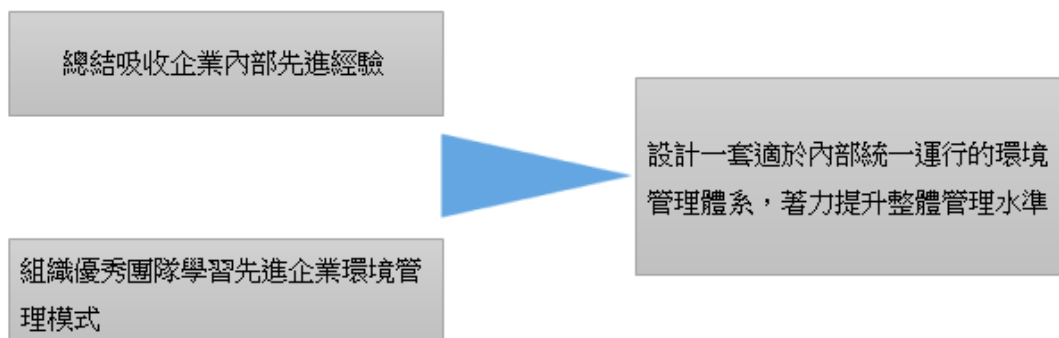 總結吸收企業內部先進經驗
組織優秀團隊學習先進企業環境管
理模式
設計一套適於內部統一運行的環境
管理體系，著力提升整體管理水準